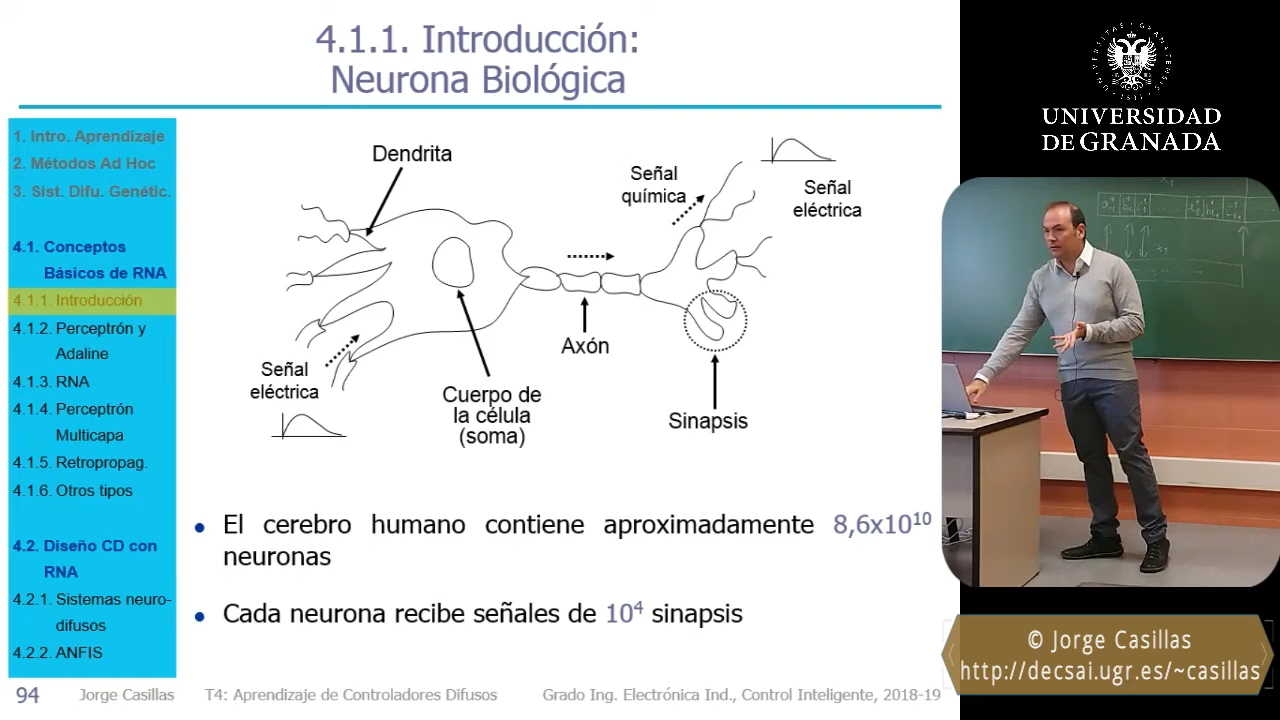 4.1.1. Introducción:
Neurona Biológica
1. Intro. Aprendizaje
2. Métodos Ad Hoc
3. Sist. Difu. Genétic.
4.1. Conceptos
Básicos de RNA
4.1.1. Introducción
4.1.2. Perceptrón y
Adaline
4.1.3. RNA
4.1.4. Perceptrón
Multicapa
4.1.5. Retropropag.
4.1.6. Otros tipos
4.2. Diseño CD con
RNA
4.2.1. Sistemas neuro-
difusos
4.2.2. ANFIS
Dendrita
Señal
química
Señal
eléctrica
Axón
Señal
eléctrica
Cuerpo de
la célula
(soma)
Sinapsis
• El cerebro humano contiene aproximadamente 8,6x10¹⁰
neuronas
• Cada neurona recibe señales de 10⁴ sinapsis
94 Jorge Casillas T4: Aprendizaje de Controladores Difusos Grado Ing. Electrónica Ind., Control Inteligente, 2018-19
UNIVERSIDAD
DE GRANADA
© Jorge Casillas
http://decsai.ugr.es/~casillas